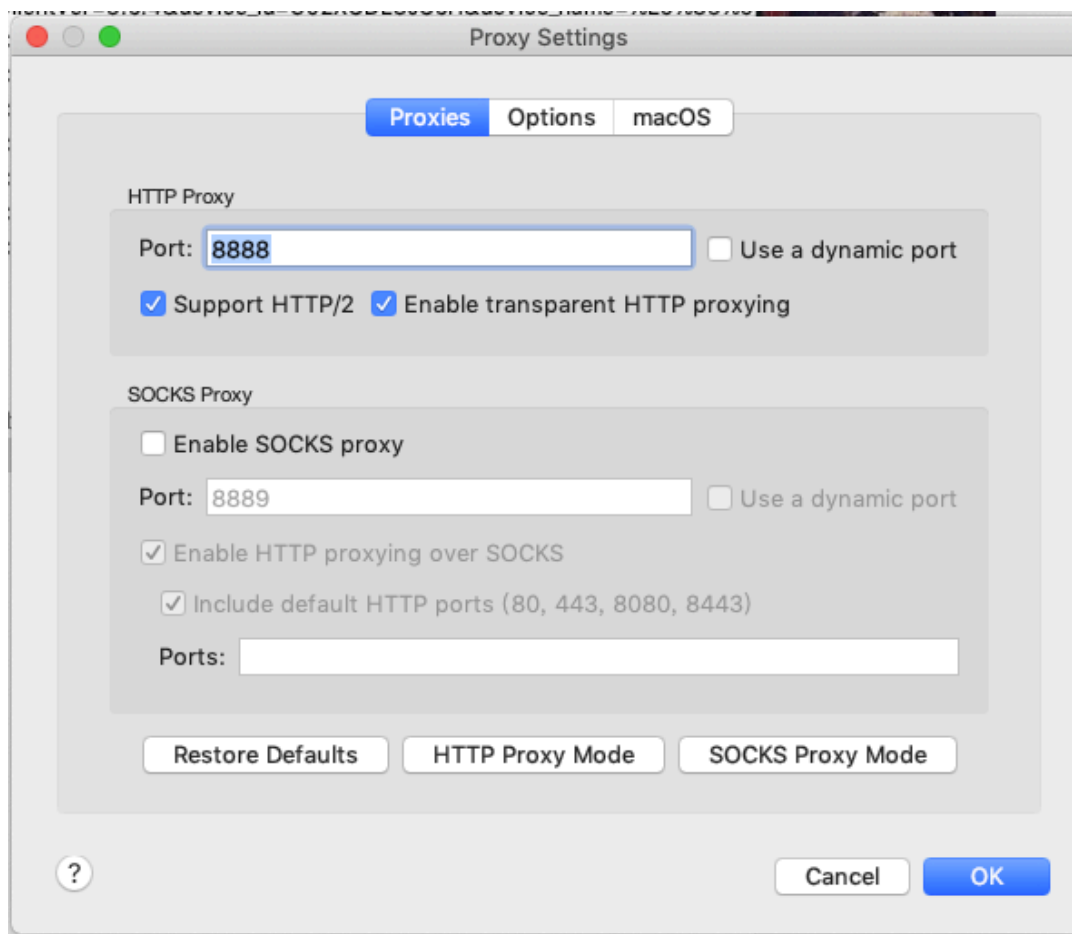 Proxy Settings
Proxies Options macOS
HTTP Proxy
Port: 8888 Use a dynamic port
Support HTTP/2 Enable transparent HTTP proxying
SOCKS Proxy
Enable SOCKS proxy
Port: 8889 Use a dynamic port
Enable HTTP proxying over SOCKS
Include default HTTP ports (80, 443, 8080, 8443)
Ports:
Restore Defaults HTTP Proxy Mode SOCKS Proxy Mode
? Cancel OK